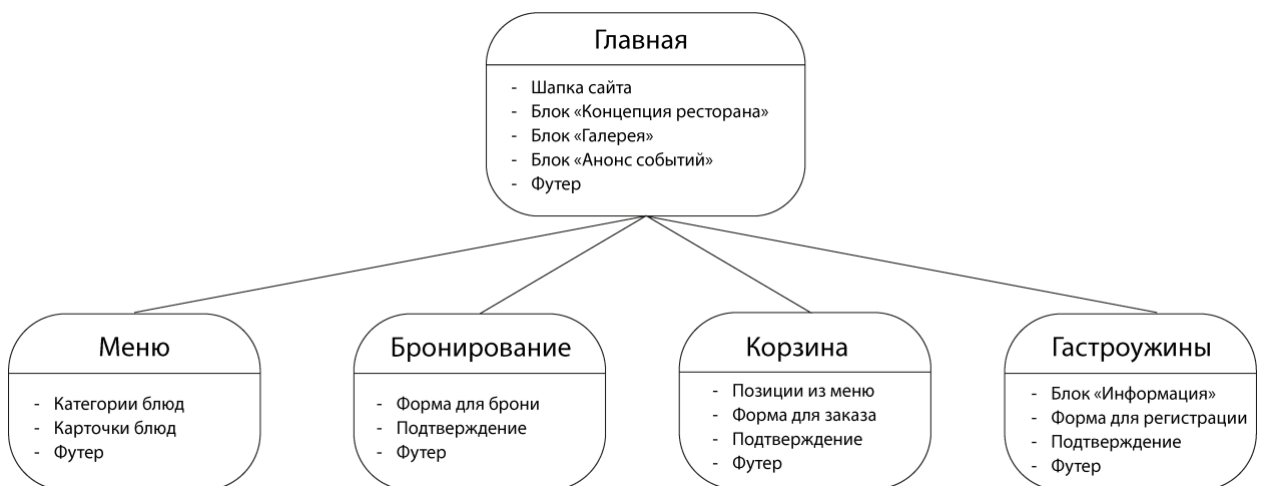 Главная
- Шапка сайта
- Блок «Концепция ресторана»
- Блок «Галерея»
- Блок «Анонс событий»
- Футер
Меню
- Категории блюд
- Карточки блюд
- Футер
Бронирование
- Форма для брони
- Подтверждение
- Футер
Корзина
- Позиции из меню
- Форма для заказа
- Подтверждение
- Футер
Гастроужины
- Блок «Информация»
- Форма для регистрации
- Подтверждение
- Футер